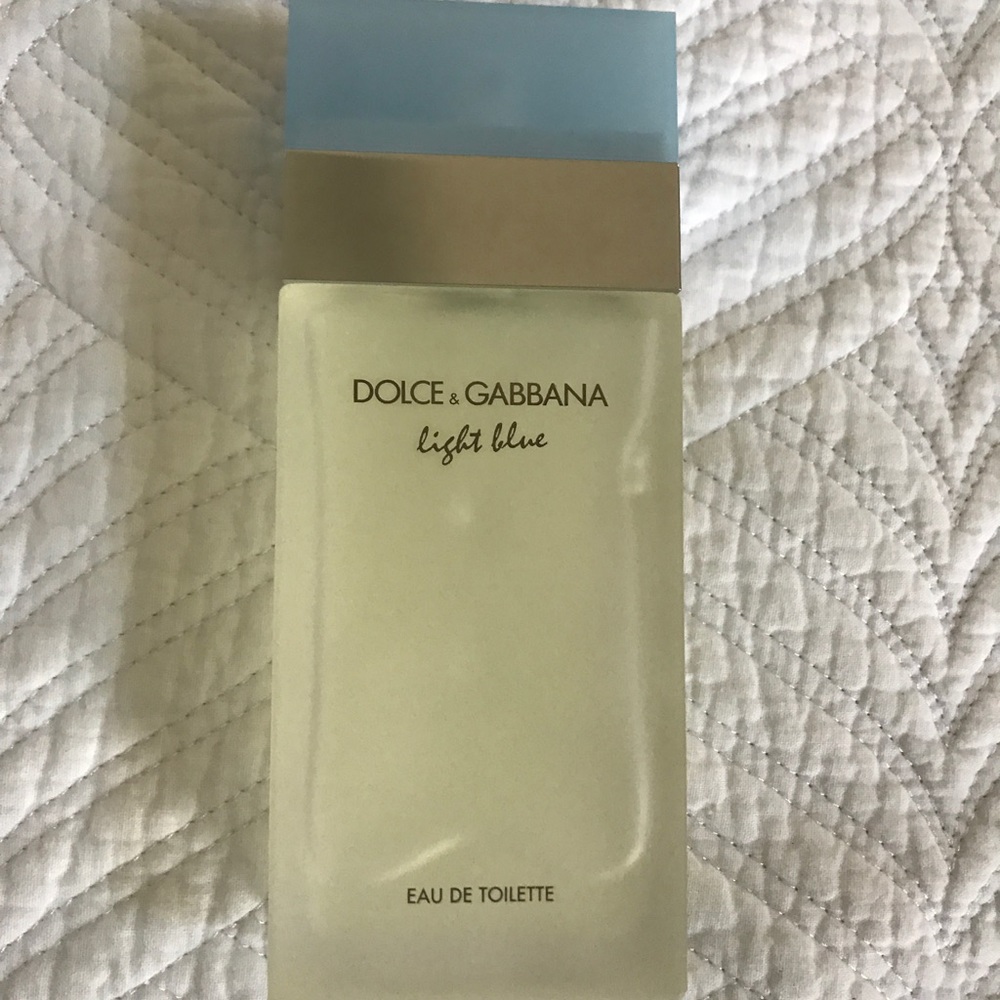 DOLCE & GABBANA
light blue
EAU DE TOILETTE